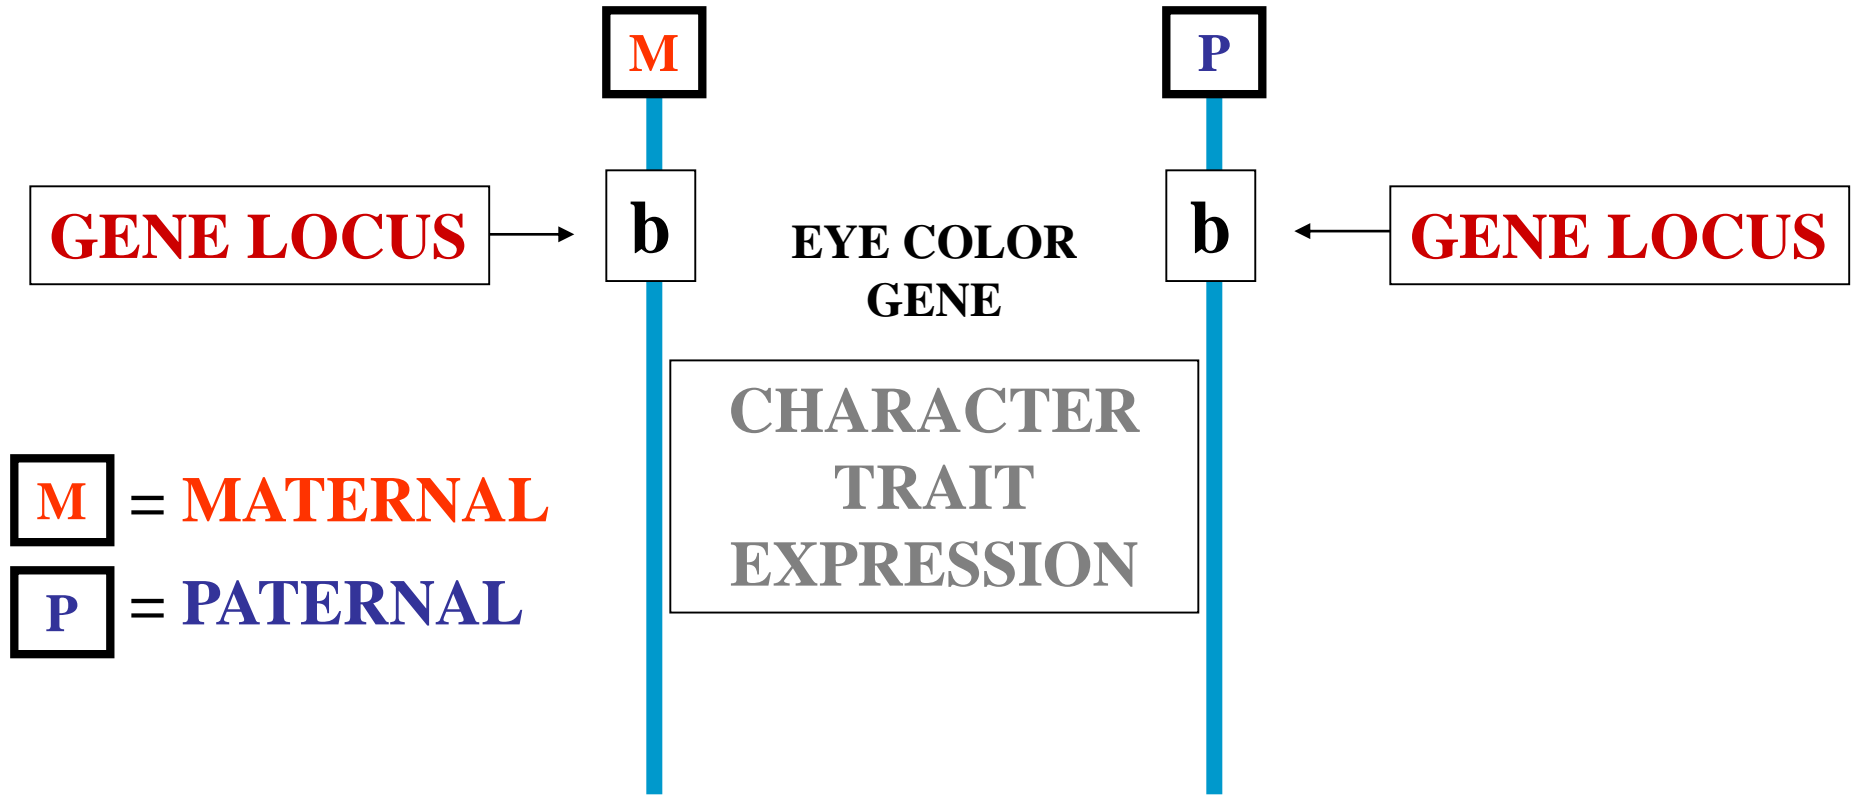 M
P
GENE LOCUS
b
EYE COLOR
GENE
b
GENE LOCUS
CHARACTER
TRAIT
EXPRESSION
M = MATERNAL
P = PATERNAL